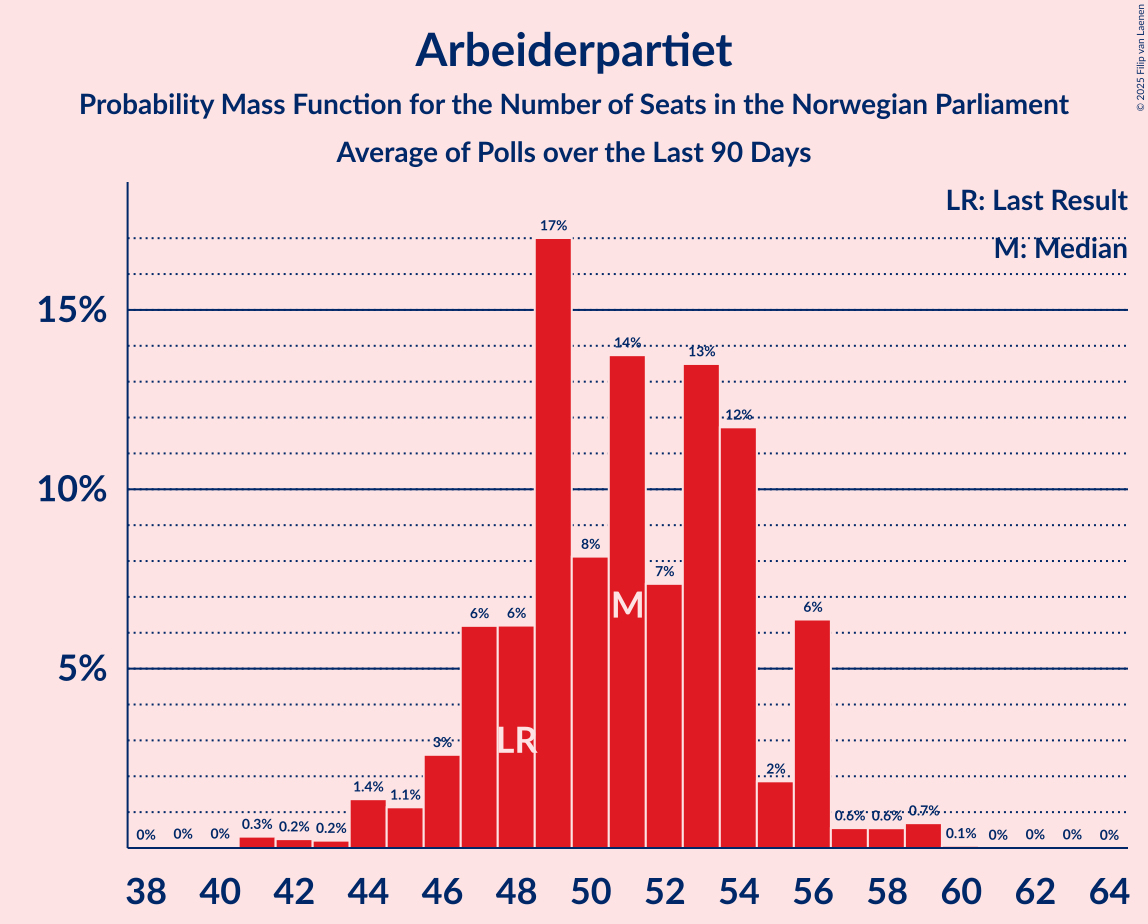 Arbeiderpartiet
Probability Mass Function for the Number of Seats in the Norwegian Parliament
Average of Polls over the Last 90 Days
© 2025 Filip van Laenen
LR: Last Result
M: Median
15%
10%
5%
0% 0% 0% 0.3% 0.2% 0.2% 1.4% 1.1% 3% 6% 6% 17% 8% 14% 7% 13% 12% 2% 6% 0.6% 0.6% 0.7% 0.1% 0% 0% 0% 0%
M
LR
38 40 42 44 46 48 50 52 54 56 58 60 62 64